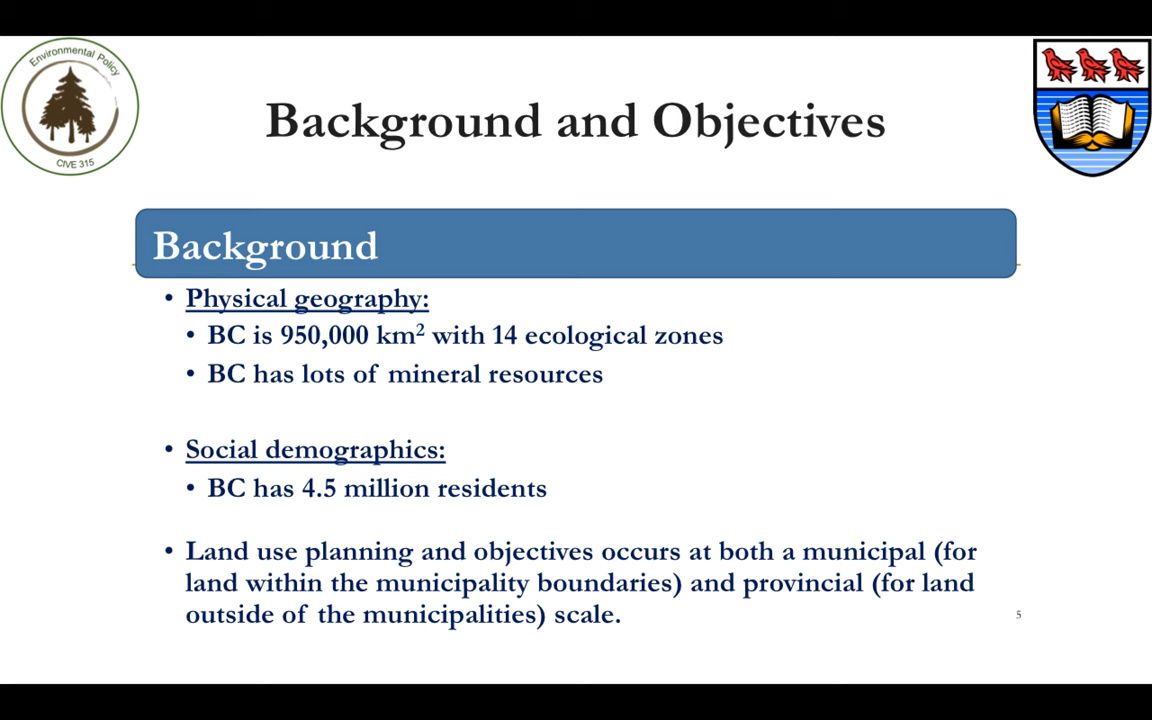 Environmental Policy
CIVE 315
Background and Objectives
Background
• Physical geography:
• BC is 950,000 km² with 14 ecological zones
• BC has lots of mineral resources
• Social demographics:
• BC has 4.5 million residents
• Land use planning and objectives occurs at both a municipal (for
land within the municipality boundaries) and provincial (for land
outside of the municipalities) scale.
5